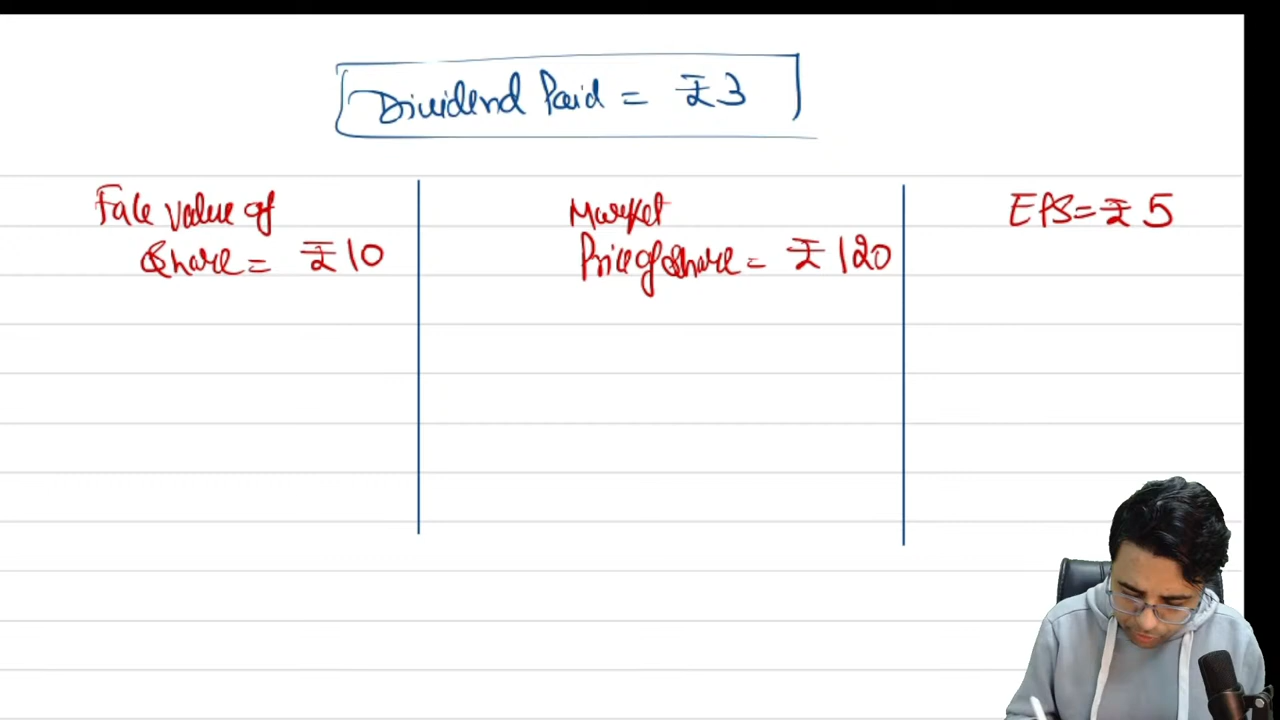 Dividend Paid = ₹3
Face value of
Share = ₹10
Market
Price of share = ₹120
EPS = ₹5